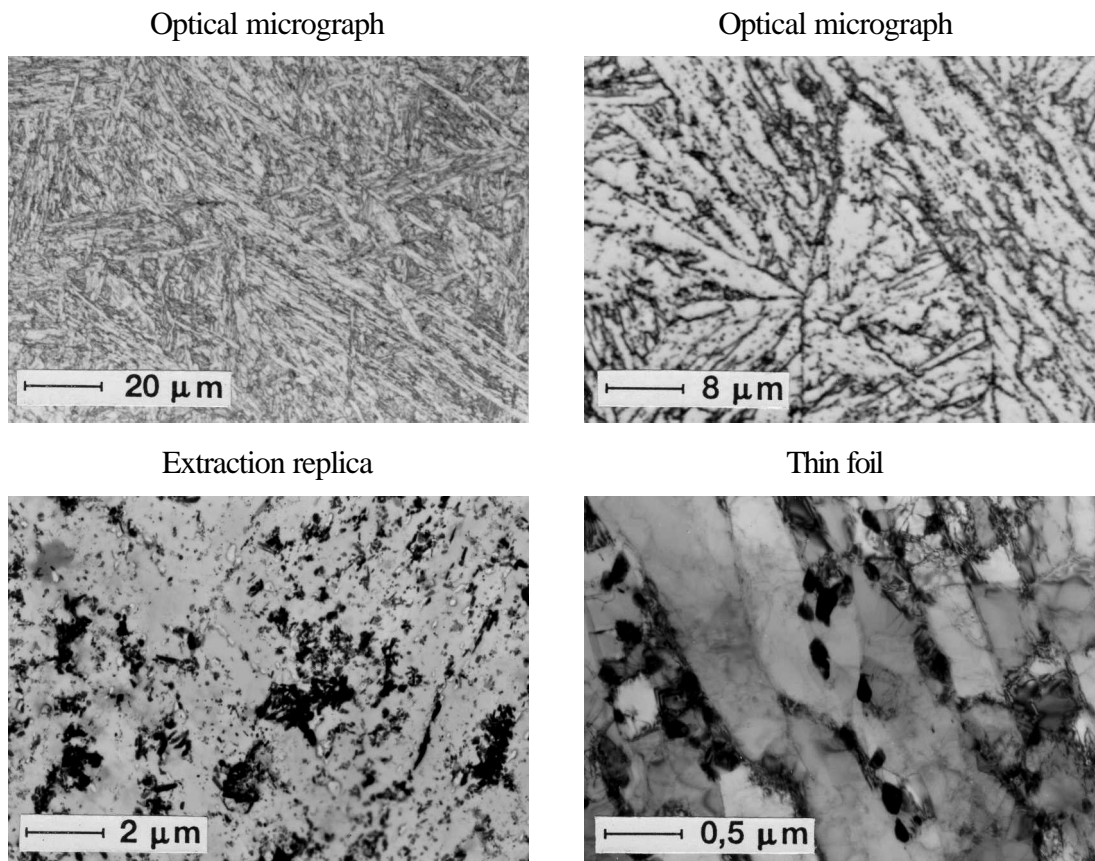 Optical micrograph
Optical micrograph
20 μm
8 μm
Extraction replica
Thin foil
2 μm
0,5 μm